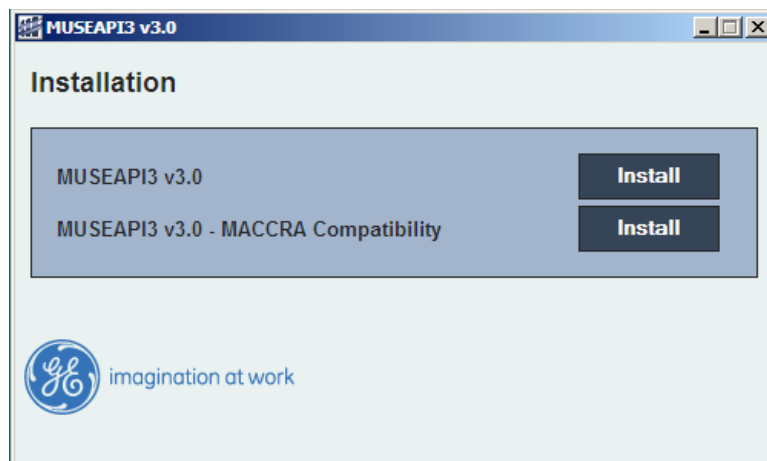 MUSEAPI3 v3.0
Installation
MUSEAPI3 v3.0 Install
MUSEAPI3 v3.0 - MACCRA Compatibility Install
GE imagination at work